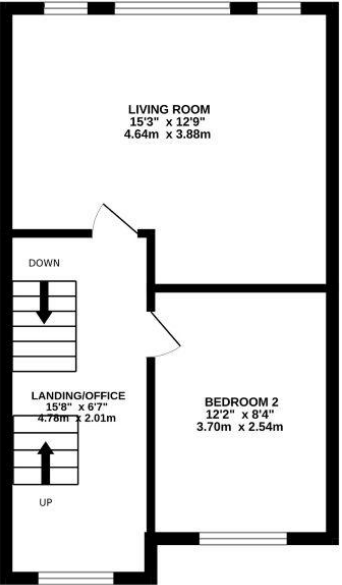 LIVING ROOM
15'3" x 12'9"
4.64m x 3.88m
DOWN
LANDING/OFFICE
15'8" x 6'7"
4.78m x 2.01m
BEDROOM 2
12'2" x 8'4"
3.70m x 2.54m
UP